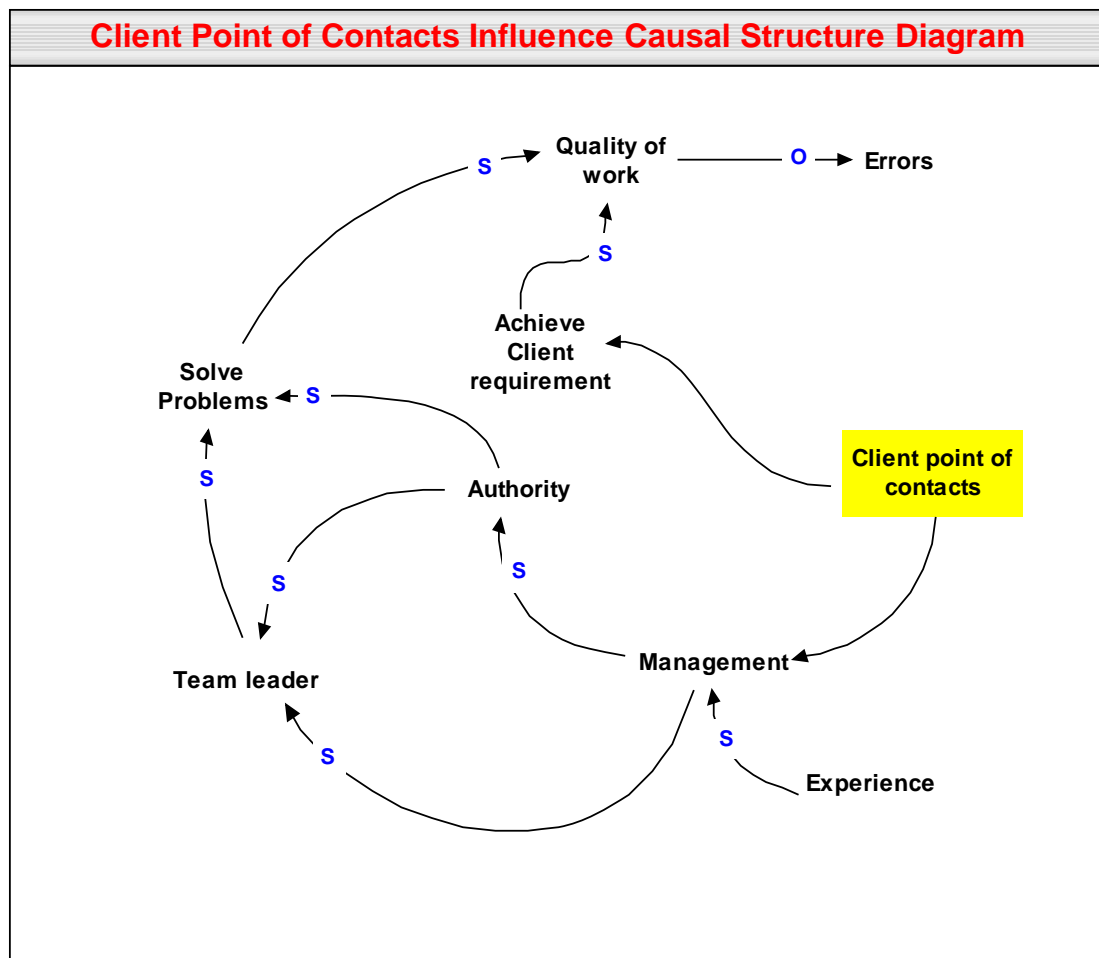 Client Point of Contacts Influence Causal Structure Diagram
Quality of
work
S
O
Errors
S
Achieve
Client
requirement
Solve
Problems
S
Client point of
contacts
S
Authority
S
S
Management
Team leader
S
S
Experience